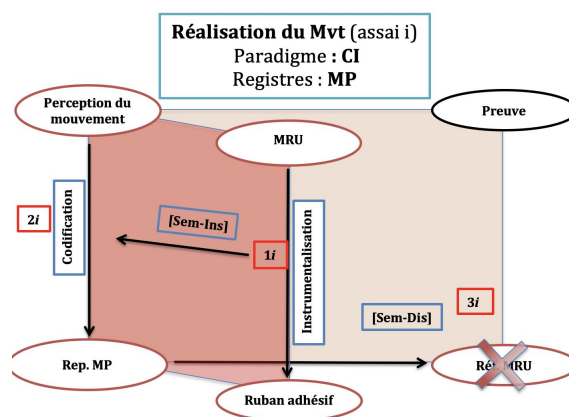 Réalisation du Mvt (assai i)
Paradigme : CI
Registres : MP
Perception du
mouvement
Preuve
MRU
2i
Codification
[Sem-Ins]
1i
Instrumentalisation
3i
[Sem-Dis]
Rep. MP
MRU
Ruban adhésif